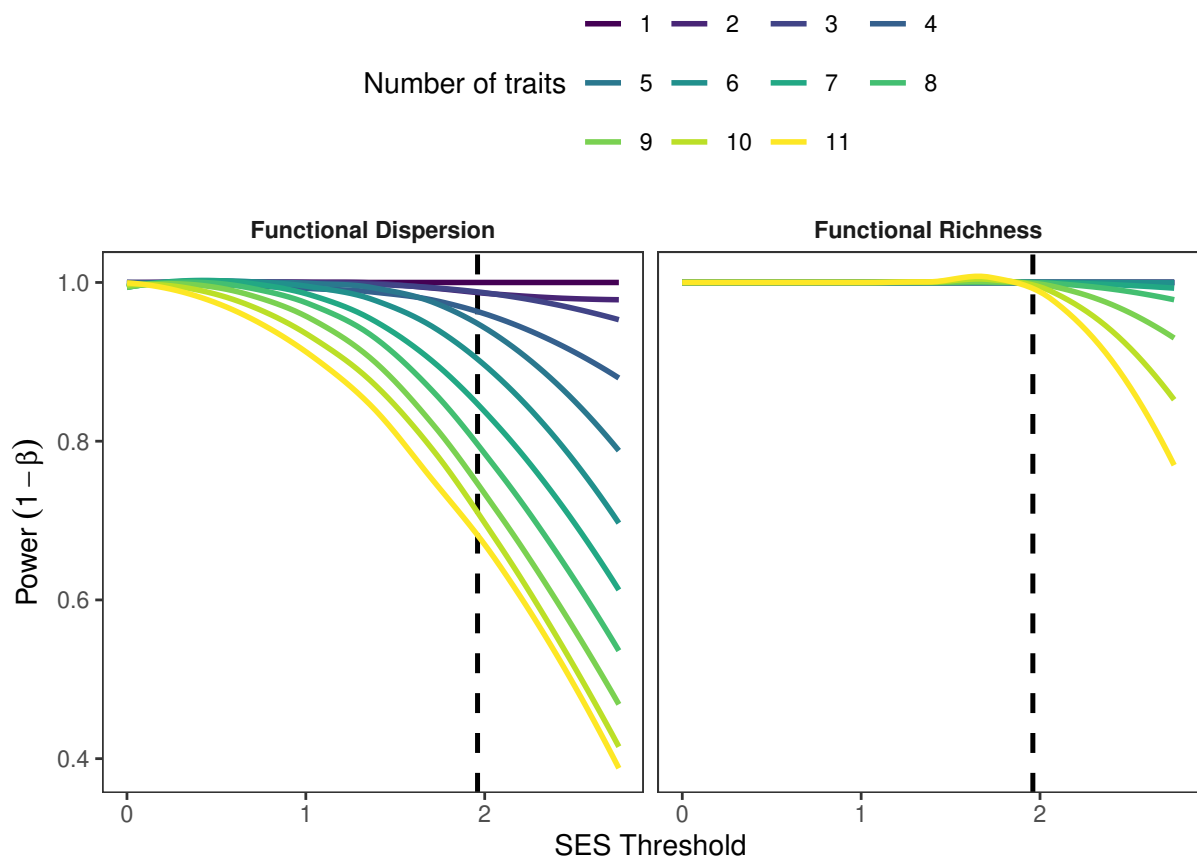 1 2 3 4
Number of traits 5 6 7 8
9 10 11
Functional Dispersion Functional Richness
1.0
0.8
0.6
0.4
Power (1 − β)
0 1 2 0 1 2
SES Threshold